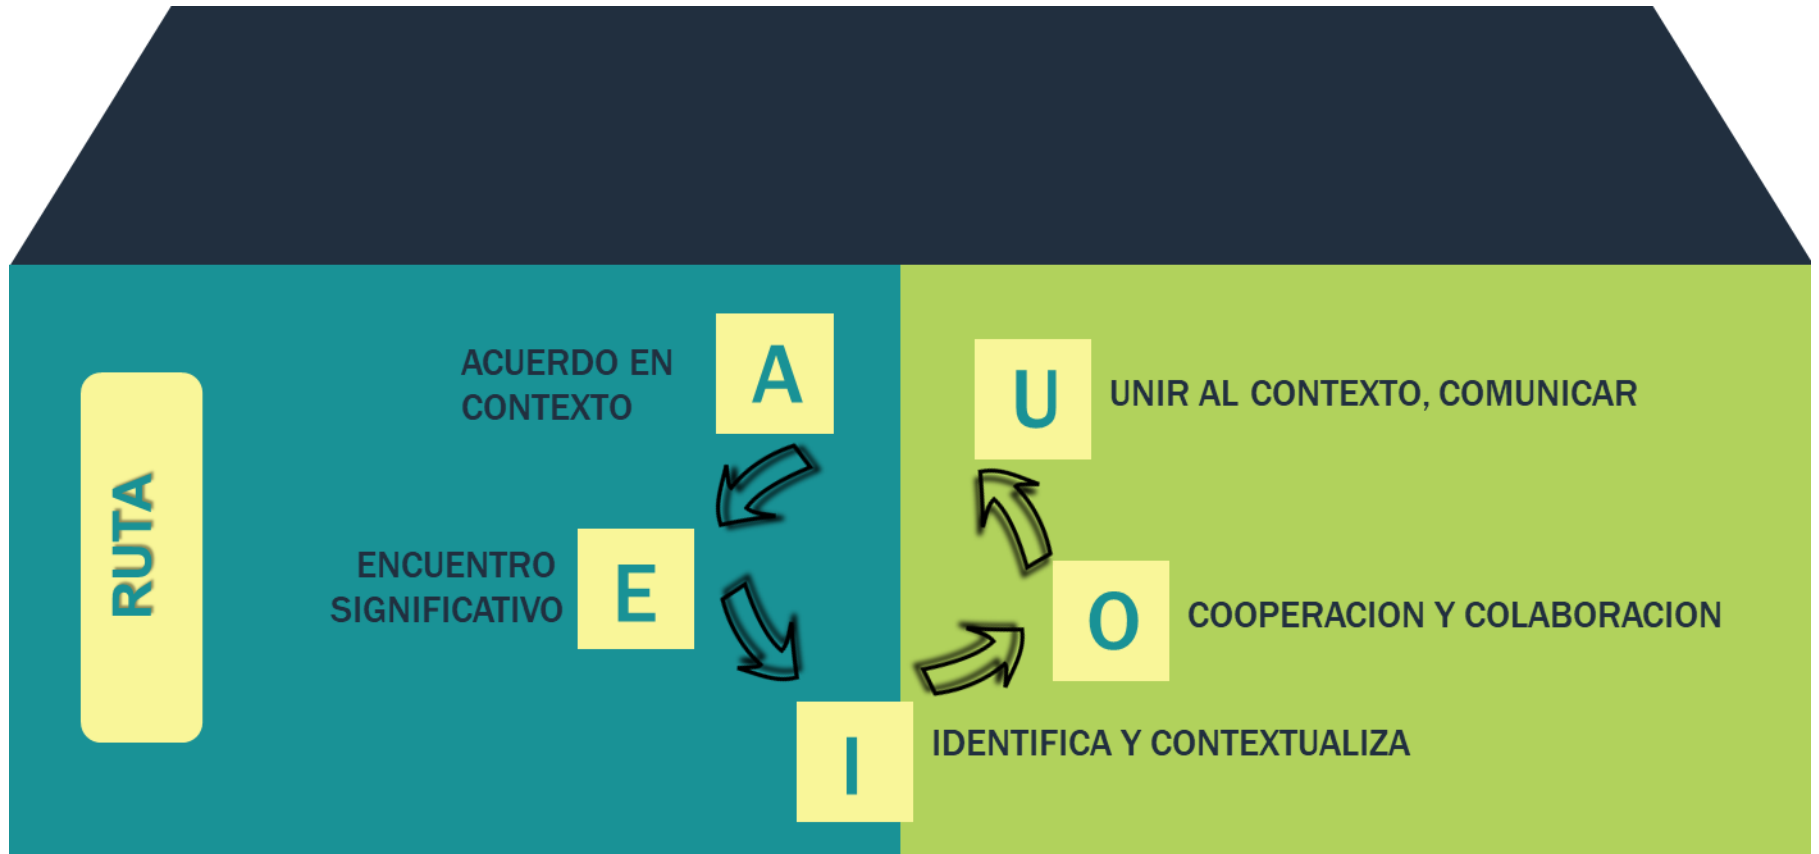 RUTA
A
ACUERDO EN
CONTEXTO
E
ENCUENTRO
SIGNIFICATIVO
I
IDENTIFICA Y CONTEXTUALIZA
O
COOPERACION Y COLABORACION
U
UNIR AL CONTEXTO, COMUNICAR